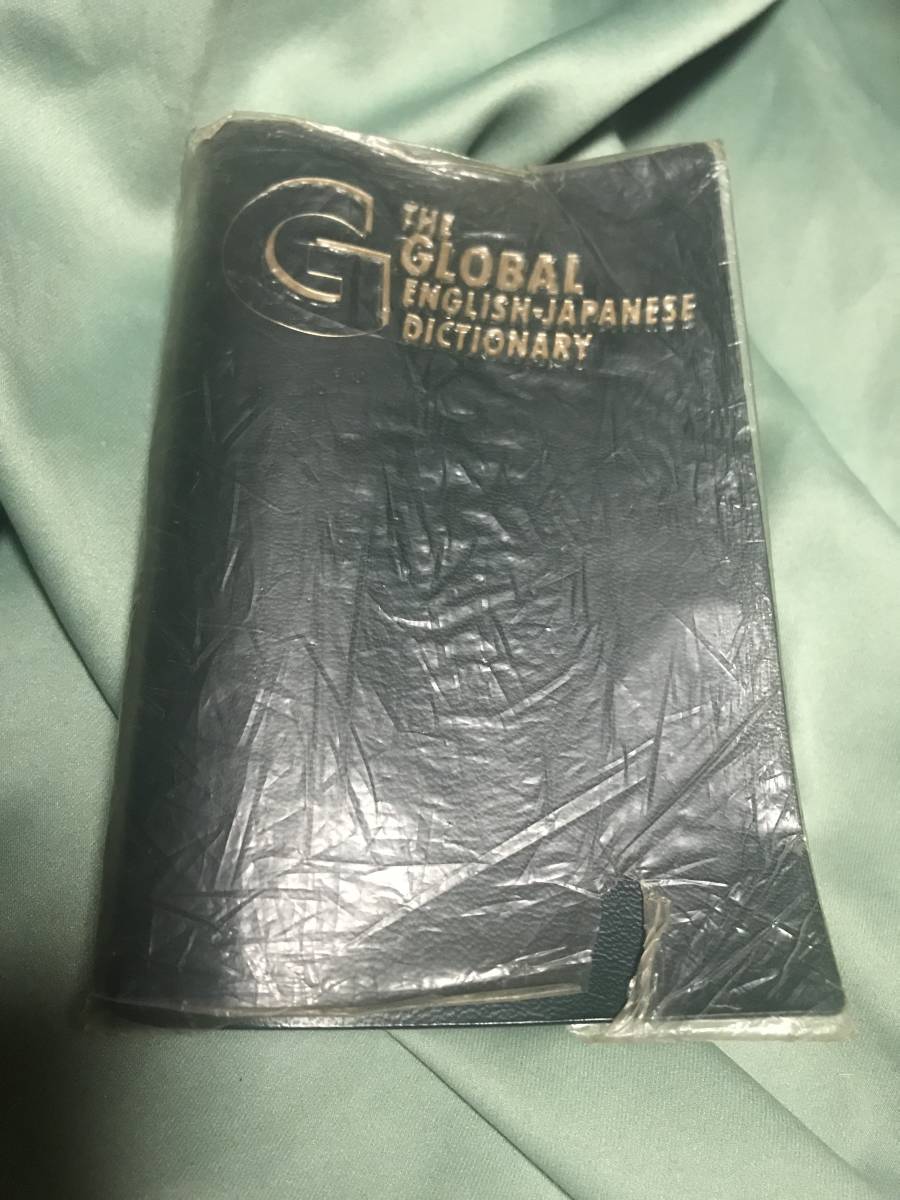 G
THE
GLOBAL
ENGLISH-JAPANESE
DICTIONARY